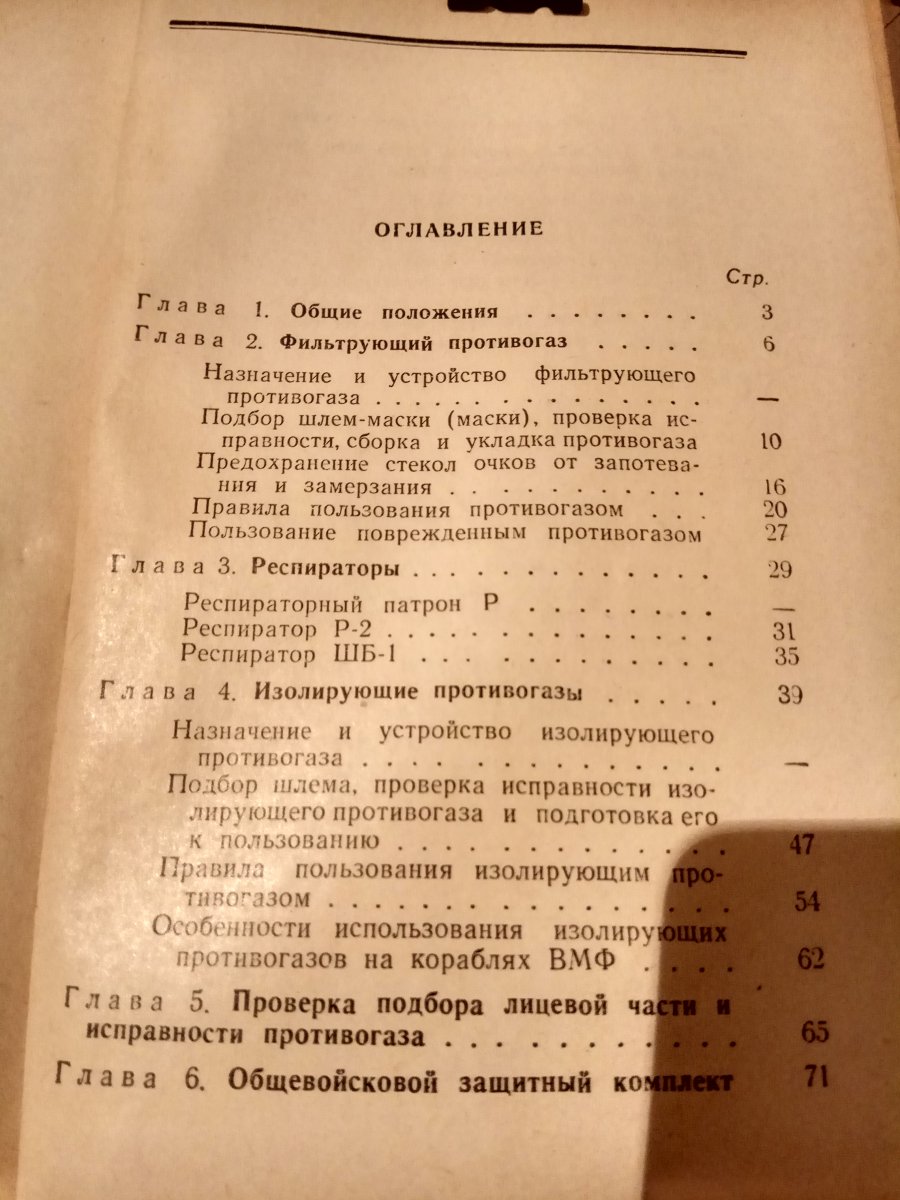 ОГЛАВЛЕНИЕ
Стр.
Глава 1. Общие положения . . . . . . . . 3
Глава 2. Фильтрующий противогаз . . . . . 6
Назначение и устройство фильтрующего
противогаза . . . . . . . . . . . . . . —
Подбор шлем-маски (маски), проверка ис-
правности, сборка и укладка противогаза 10
Предохранение стекол очков от запотева-
ния и замерзания . . . . . . . . . . . 16
Правила пользования противогазом . . . 20
Пользование поврежденным противогазом 27
Глава 3. Респираторы . . . . . . . . . . . . . 29
Респираторный патрон Р . . . . . . . . —
Респиратор Р-2 . . . . . . . . . . . . . . 31
Респиратор ШБ-1 . . . . . . . . . . . . 35
Глава 4. Изолирующие противогазы . . . . . 39
Назначение и устройство изолирующего
противогаза . . . . . . . . . . . . . —
Подбор шлема, проверка исправности изо-
лирующего противогаза и подготовка его
к пользованию . . . . . . . . . . . . . 47
Правила пользования изолирующим про-
тивогазом . . . . . . . . . . . . . . . 54
Особенности использования изолирующих
противогазов на кораблях ВМФ . . . . 62
Глава 5. Проверка подбора лицевой части и
исправности противогаза . . . . . . . . . . . 65
Глава 6. Общевойсковой защитный комплект 71